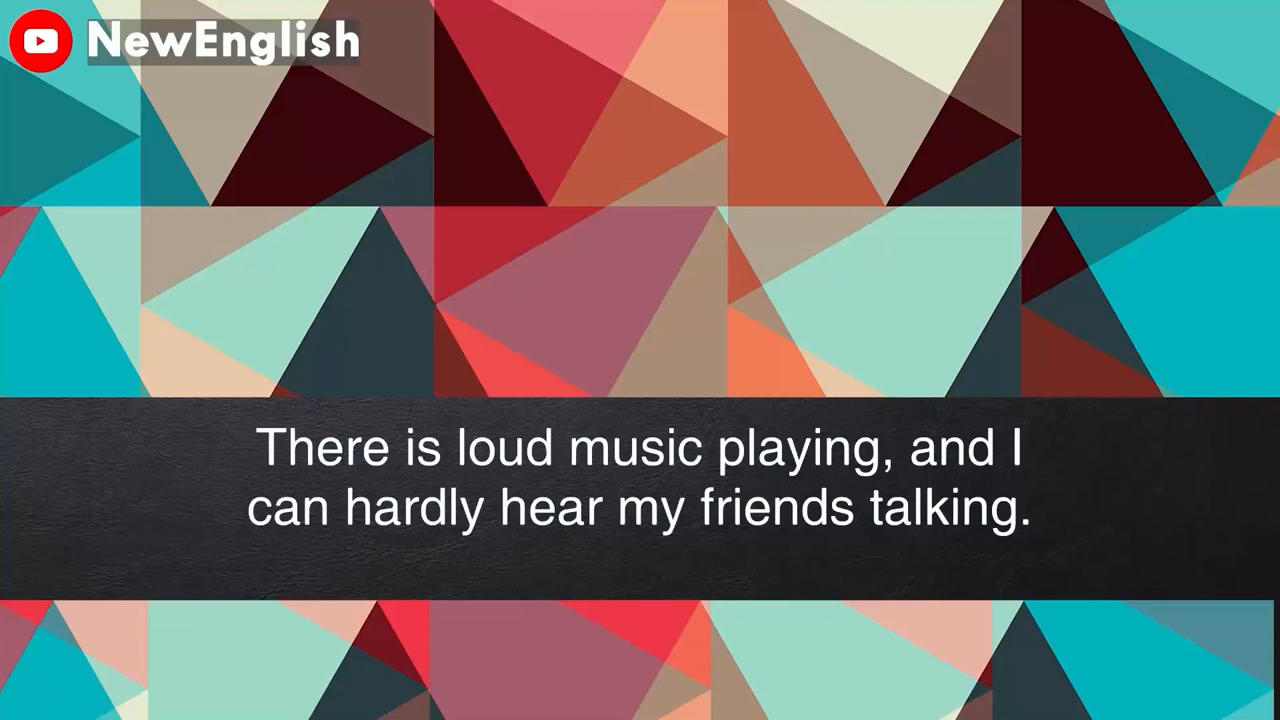 NewEnglish
There is loud music playing, and I
can hardly hear my friends talking.